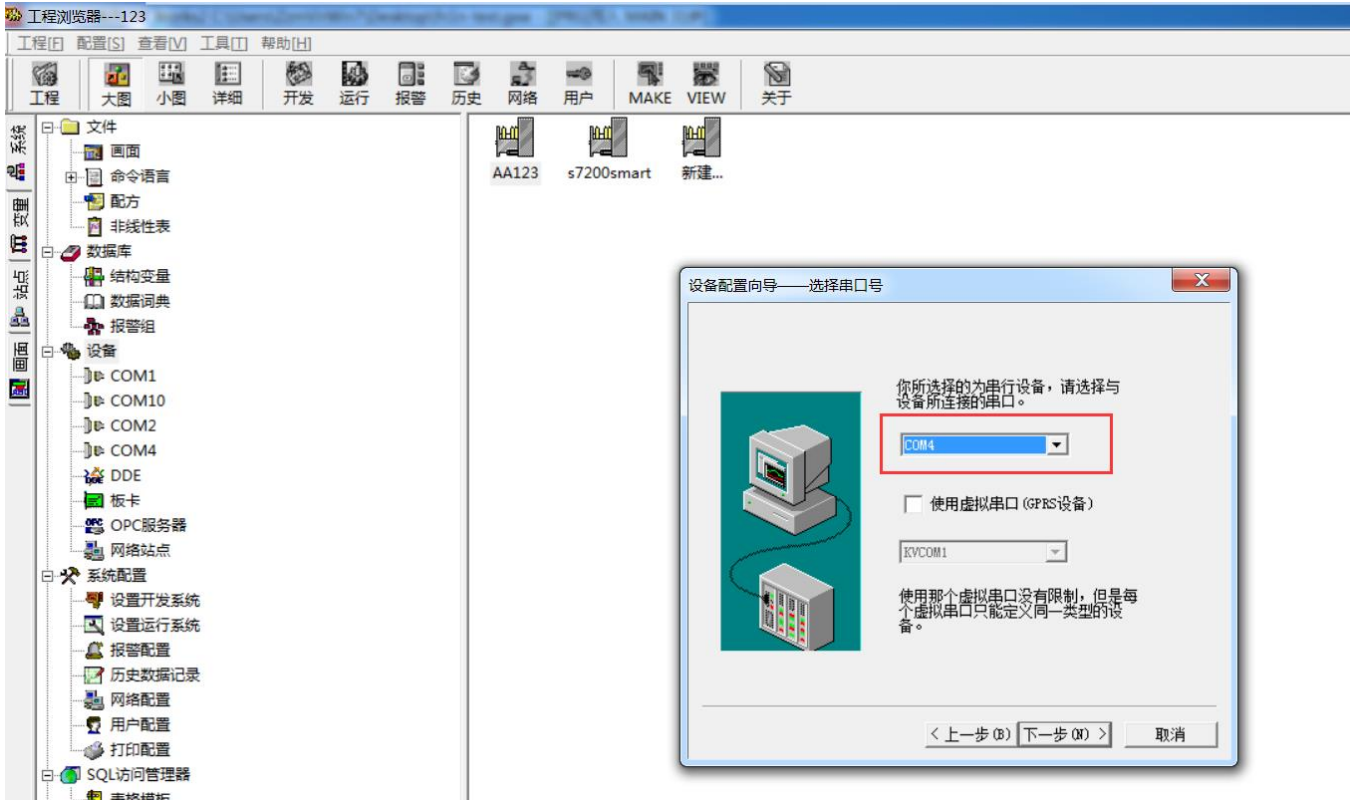 工程浏览器---123
工程[F] 配置[S] 查看[V] 工具[T] 帮助[H]
工程 大图 小图 详细 开发 运行 报警 历史 网络 用户 MAKE VIEW 关于
系统
变量
站点
画面
文件
画面
命令语言
配方
非线性表
数据库
结构变量
数据词典
报警组
设备
COM1
COM10
COM2
COM4
DDE
板卡
OPC服务器
网络站点
系统配置
设置开发系统
设置运行系统
报警配置
历史数据记录
网络配置
用户配置
打印配置
SQL访问管理器
表格模板
AA123 s7200smart 新建...
设备配置向导——选择串口号
你所选择的为串行设备，请选择与
设备所连接的串口。
COM4
使用虚拟串口(GPRS设备)
KVCOM1
使用那个虚拟串口没有限制，但是每
个虚拟串口只能定义同一类型的设
备。
< 上一步(B) 下一步(N) > 取消